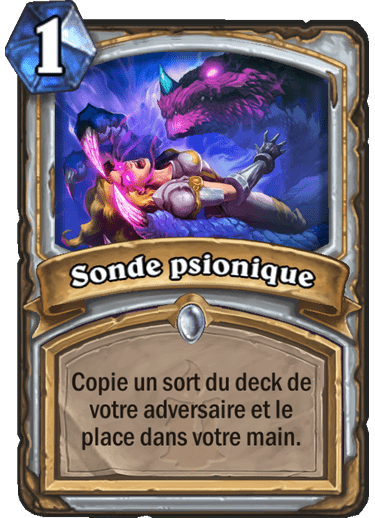 1
Sonde psionique
Copie un sort du deck de
votre adversaire et le
place dans votre main.